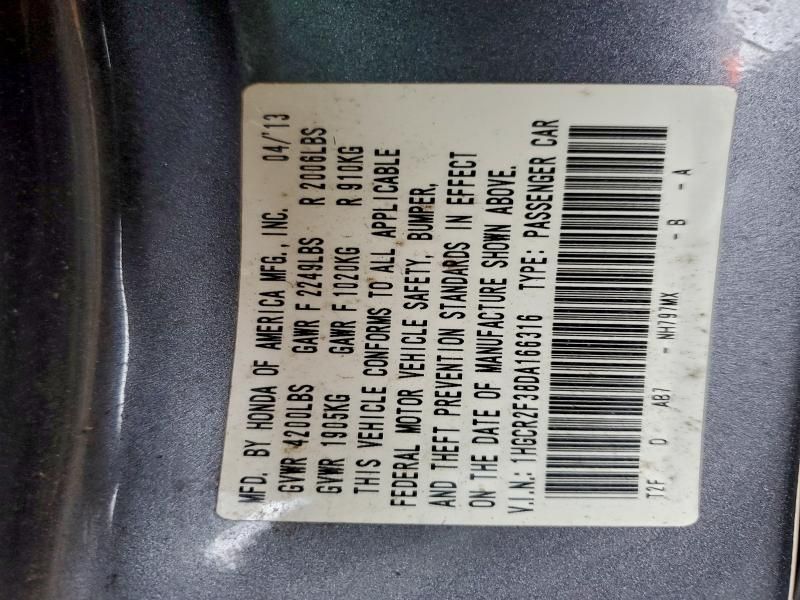 MFD. BY HONDA OF AMERICA MFG., INC. 04/'13
GVWR 4200LBS GAWR F 2249LBS R 2006LBS
GVWR 1905KG GAWR F 1020KG R 910KG
THIS VEHICLE CONFORMS TO ALL APPLICABLE
FEDERAL MOTOR VEHICLE SAFETY, BUMPER,
AND THEFT PREVENTION STANDARDS IN EFFECT
ON THE DATE OF MANUFACTURE SHOWN ABOVE.
V.I.N.: 1HGCR2F38DA166316 TYPE: PASSENGER CAR
T2F D AB7 - NH797MX - B - A